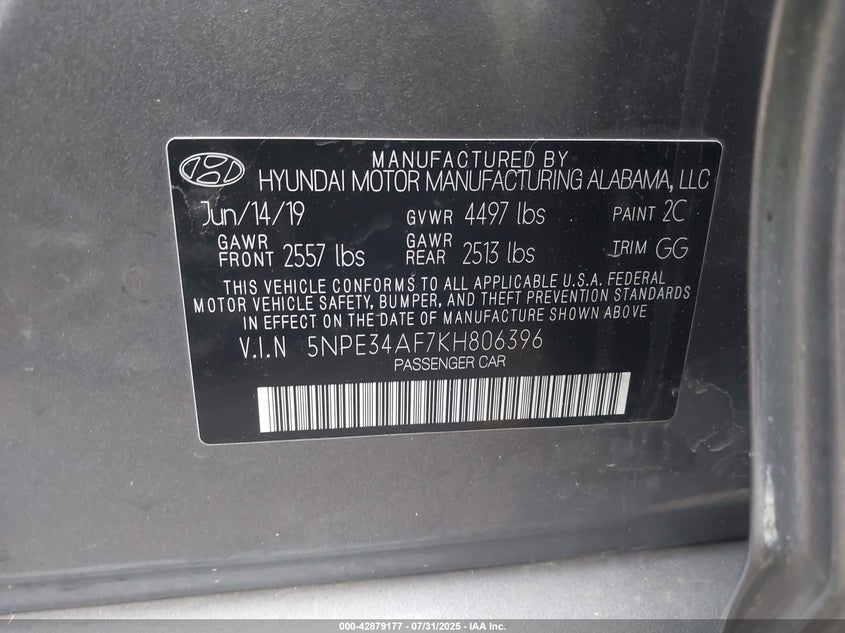 MANUFACTURED BY
HYUNDAI MOTOR MANUFACTURING ALABAMA, LLC
Jun/14/19 GVWR 4497 lbs PAINT 2C
GAWR FRONT 2557 lbs GAWR REAR 2513 lbs TRIM GG
THIS VEHICLE CONFORMS TO ALL APPLICABLE U.S.A. FEDERAL
MOTOR VEHICLE SAFETY, BUMPER, AND THEFT PREVENTION STANDARDS
IN EFFECT ON THE DATE OF MANUFACTURE SHOWN ABOVE.
V.I.N 5NPE34AF7KH806396
PASSENGER CAR
000-42879177 - 07/31/2025 - IAA Inc.